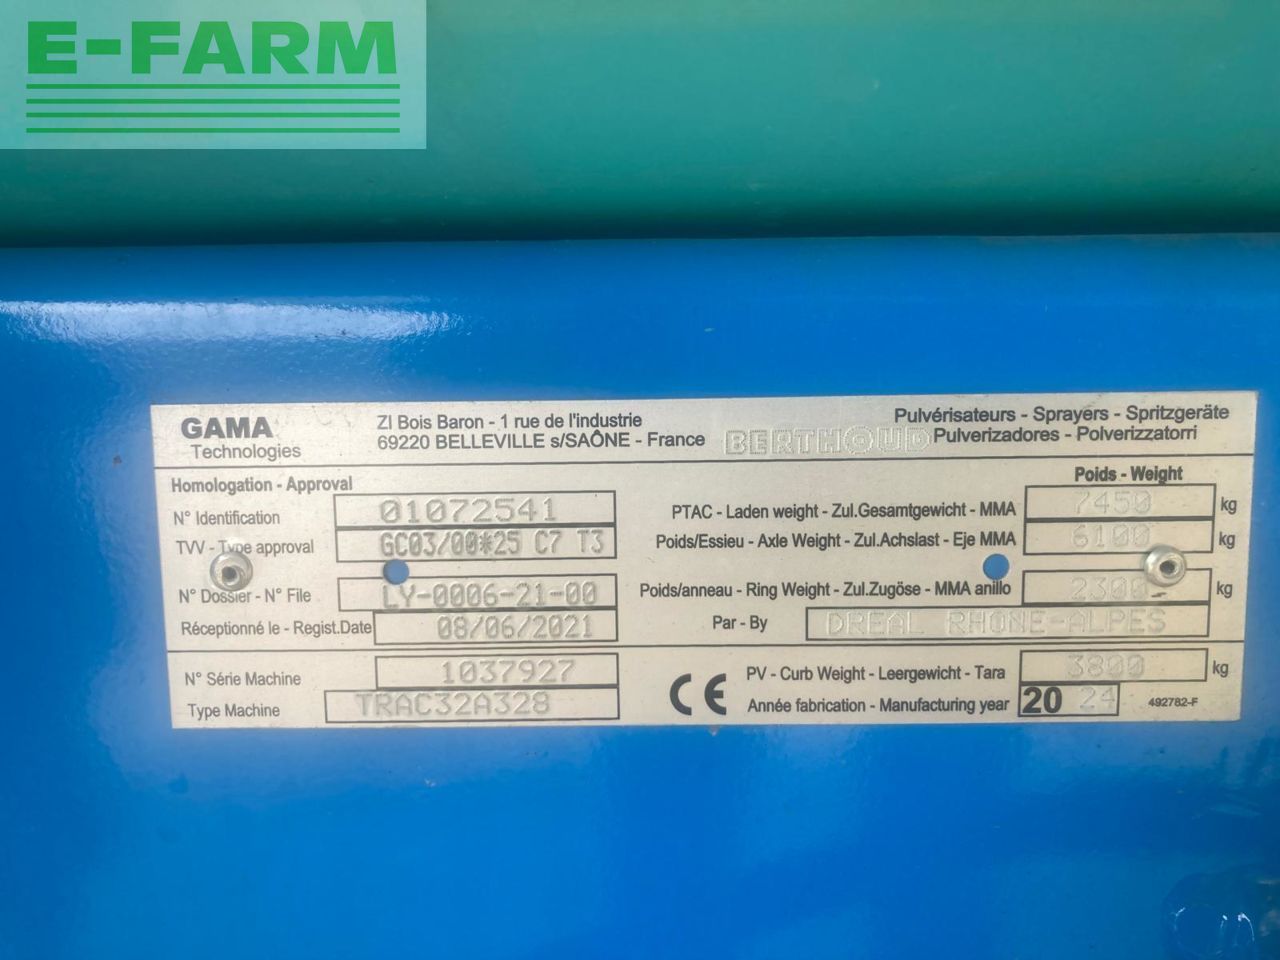 E-FARM
GAMA
Technologies
ZI Bois Baron - 1 rue de l'industrie
69220 BELLEVILLE s/SAÔNE - France
BERTHOUD
Pulvérisateurs - Sprayers - Spritzgeräte
Pulverizadores - Polverizzatorri
Homologation - Approval
Poids - Weight
N° Identification 01072541
TVV - Type approval GC03/00*25 C7 T3
N° Dossier - N° File LY-0006-21-00
Réceptionné le - Regist.Date 08/06/2021
PTAC - Laden weight - Zul.Gesamtgewicht - MMA 7450 kg
Poids/Essieu - Axle Weight - Zul.Achslast - Eje MMA 6100 kg
Poids/anneau - Ring Weight - Zul.Zugöse - MMA anillo 2300 kg
Par - By DREAL RHONE-ALPES
N° Série Machine 1037927
Type Machine TRAC32A328
CE
PV - Curb Weight - Leergewicht - Tara 3800 kg
Année fabrication - Manufacturing year 20 24
492782-F